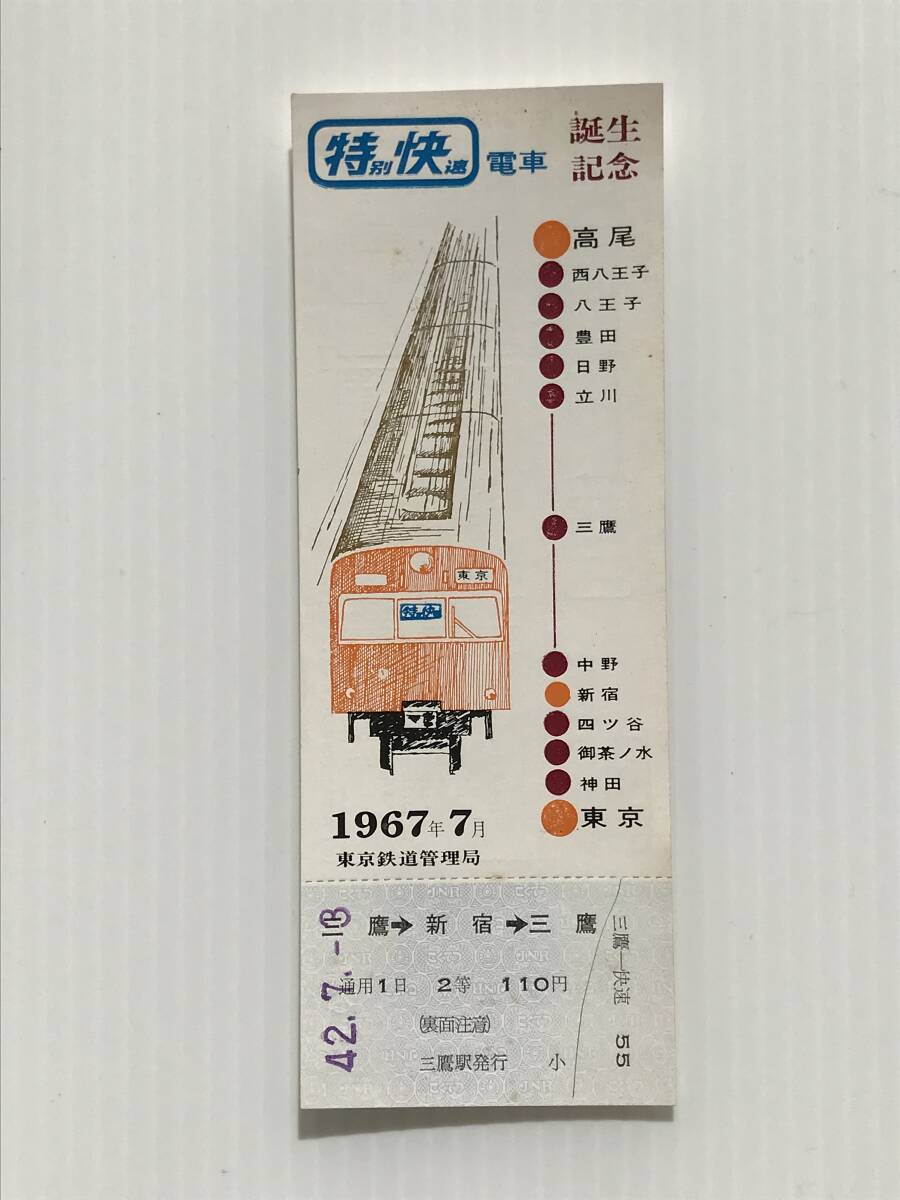 特別快速 電車 誕生
記念
高尾
西八王子
八王子
豊田
日野
立川
三鷹
東京
特快
中野
新宿
四ツ谷
御茶ノ水
神田
東京
1967年7月
東京鉄道管理局
鷹➔新宿➔三鷹
42.7.-3
通用1日 2等 110円
(裏面注意)
三鷹駅発行 小
三鷹―快速 55